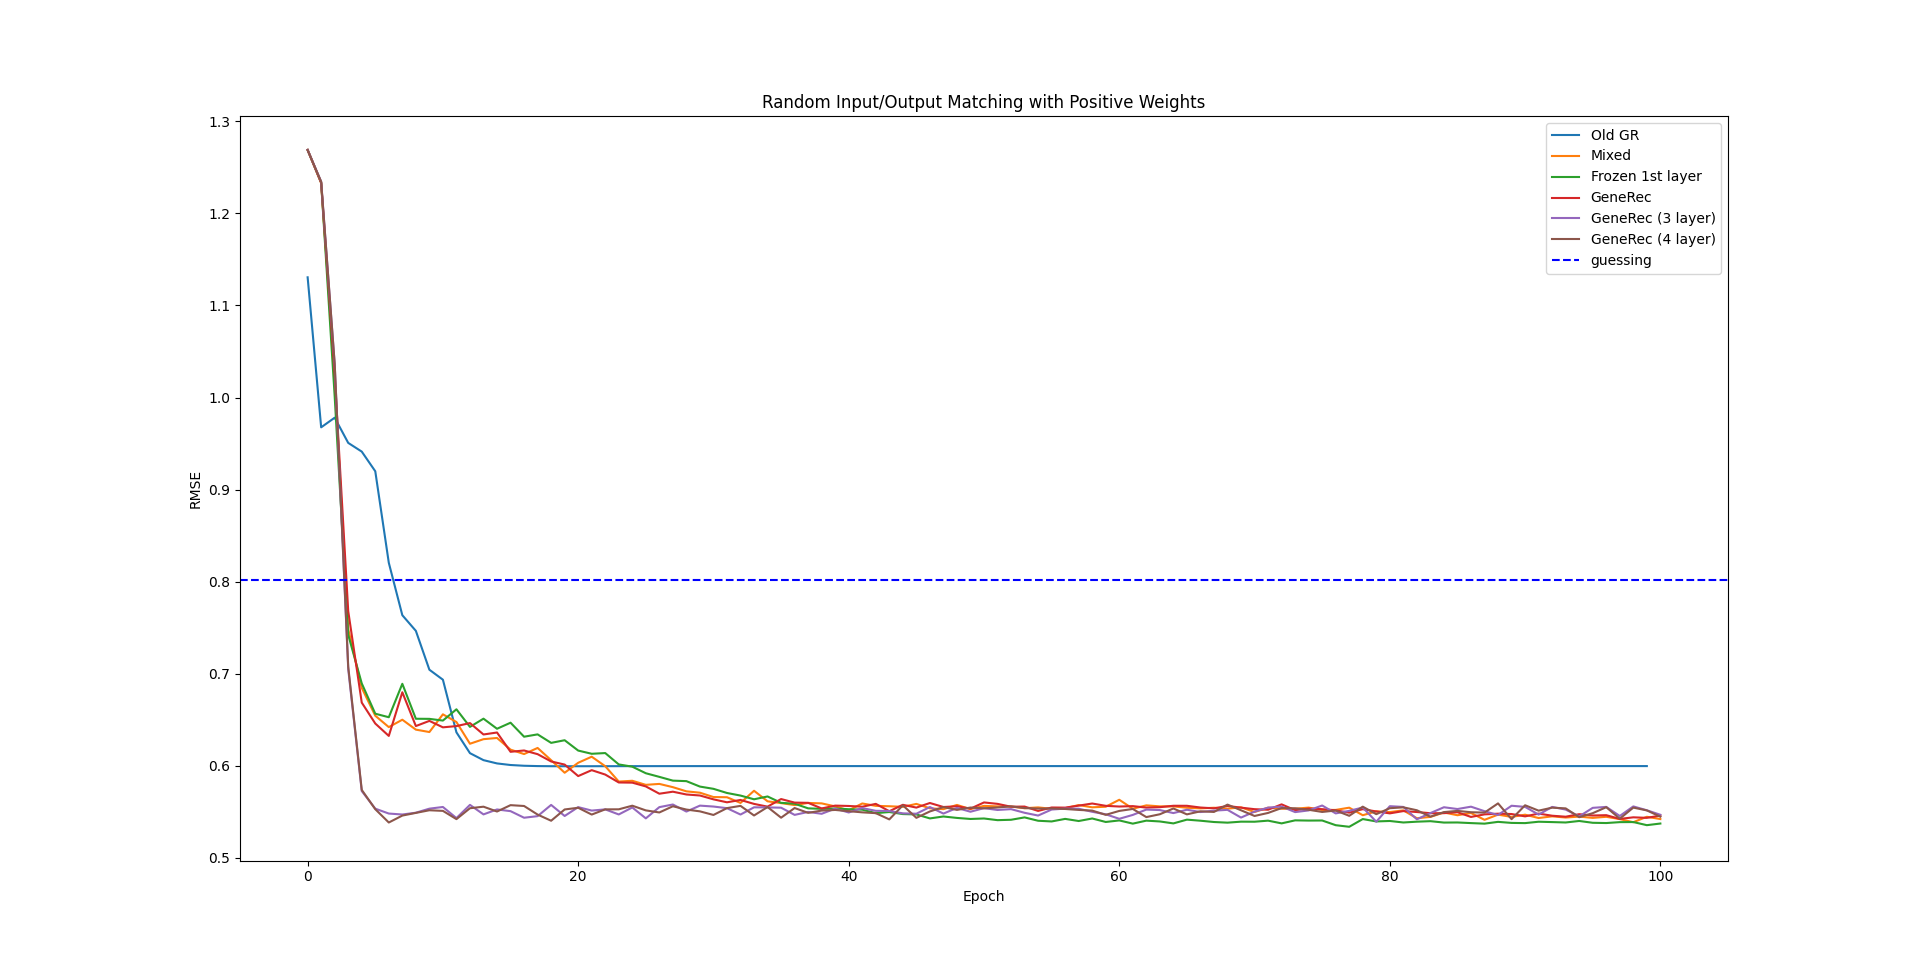 Random Input/Output Matching with Positive Weights
1.3
1.2
1.1
1.0
0.9
0.8
0.7
0.6
0.5
RMSE
0
20
40
60
80
100
Epoch
Old GR
Mixed
Frozen 1st layer
GeneRec
GeneRec (3 layer)
GeneRec (4 layer)
guessing